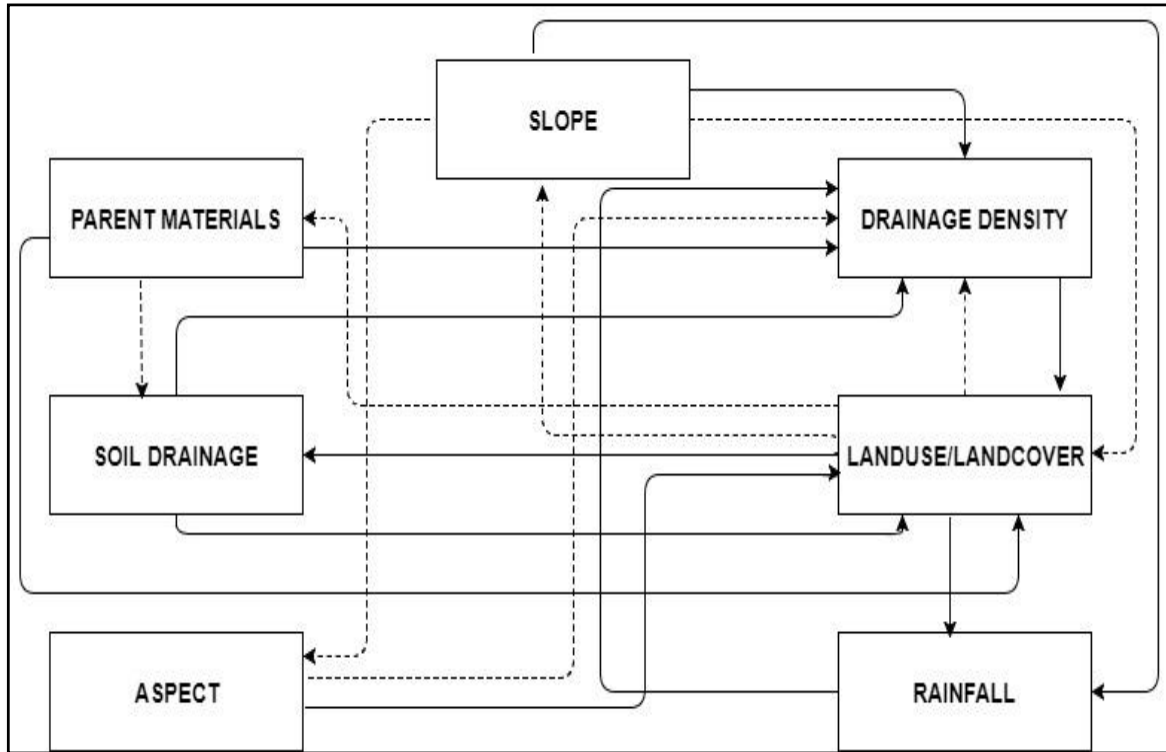 SLOPE
PARENT MATERIALS
DRAINAGE DENSITY
SOIL DRAINAGE
LANDUSE/LANDCOVER
ASPECT
RAINFALL